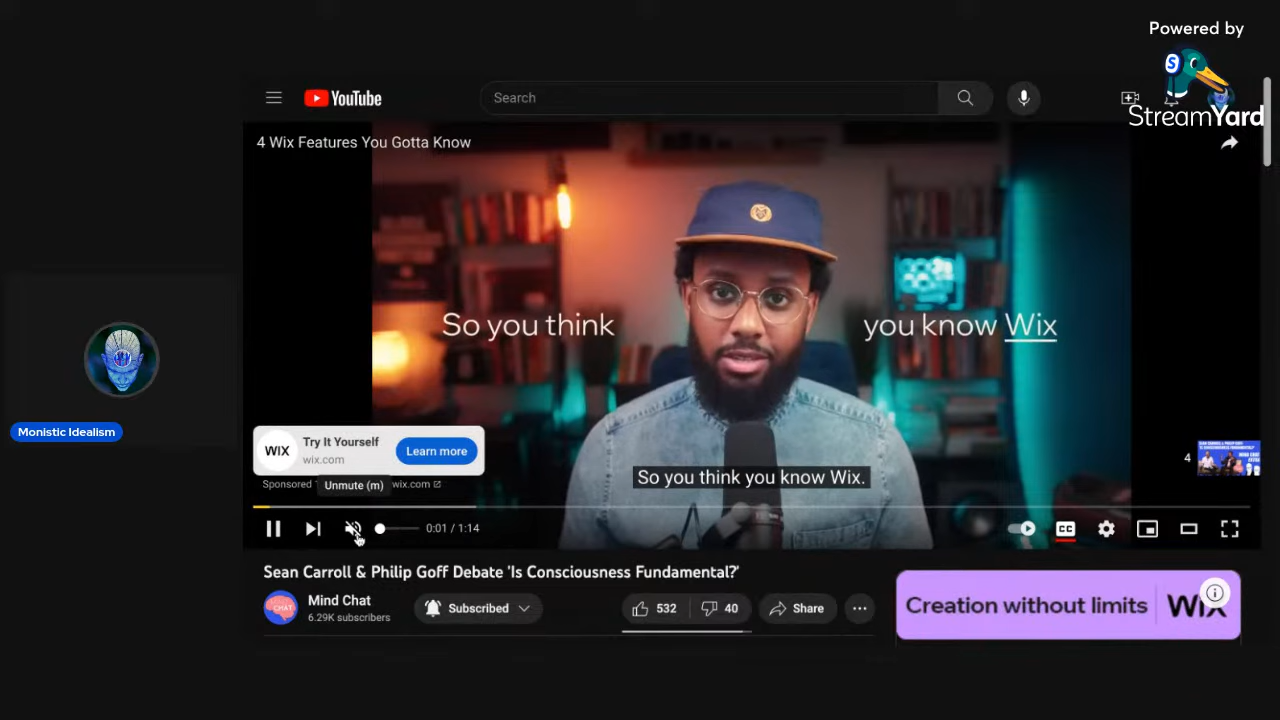 Powered by
StreamYard
YouTube
Search
4 Wix Features You Gotta Know
So you think
you know Wix
WIX
Try It Yourself
wix.com
Learn more
So you think you know Wix.
Sponsored
Unmute (m)
wix.com
4
0:01 / 1:14
CC
Sean Carroll & Philip Goff Debate 'Is Consciousness Fundamental?'
CHAT
Mind Chat
6.29K subscribers
Subscribed
532
40
Share
Creation without limits
WIX
Monistic Idealism